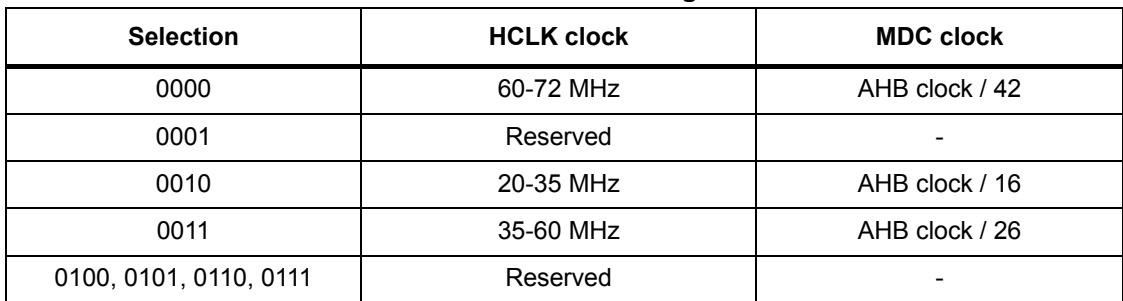 Selection HCLK clock MDC clock
0000 60-72 MHz AHB clock / 42
0001 Reserved -
0010 20-35 MHz AHB clock / 16
0011 35-60 MHz AHB clock / 26
0100, 0101, 0110, 0111 Reserved -